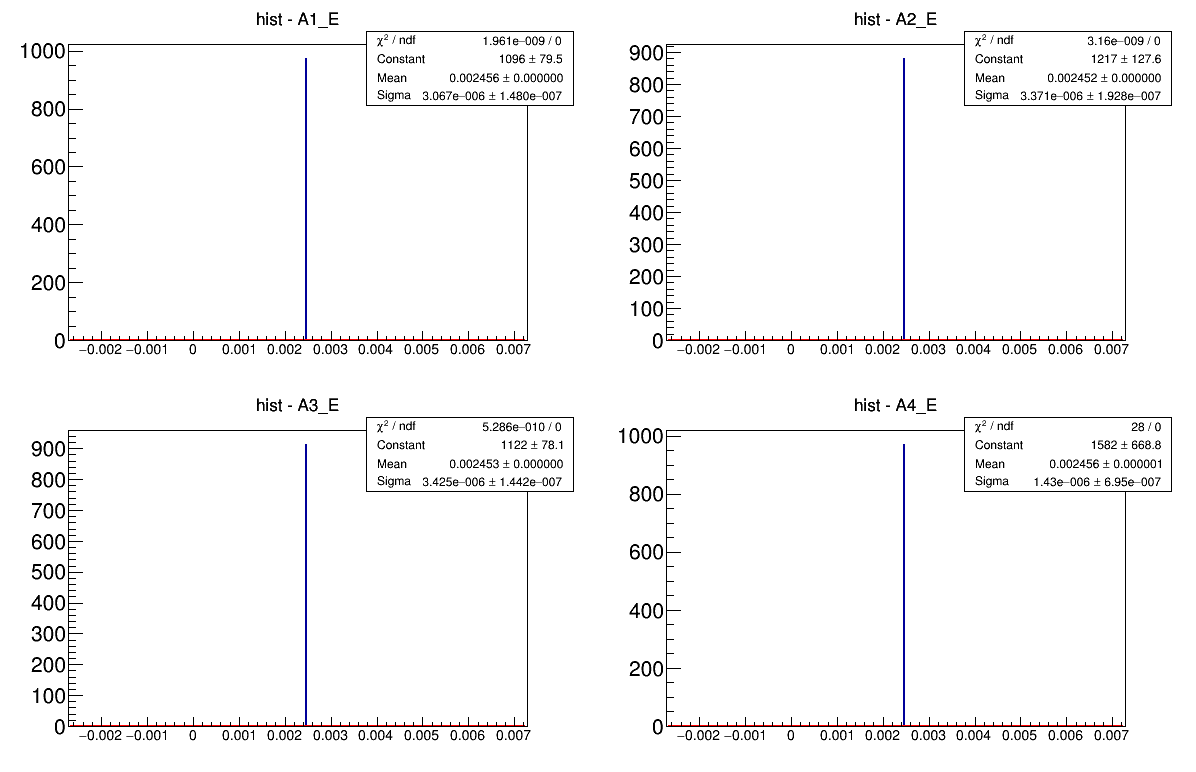 hist - A1_E
χ² / ndf 1.961e−009 / 0
Constant 1096 ± 79.5
Mean 0.002456 ± 0.000000
Sigma 3.067e−006 ± 1.480e−007
1000
800
600
400
200
0
−0.002 −0.001 0 0.001 0.002 0.003 0.004 0.005 0.006 0.007
hist - A2_E
χ² / ndf 3.16e−009 / 0
Constant 1217 ± 127.6
Mean 0.002452 ± 0.000000
Sigma 3.371e−006 ± 1.928e−007
900
800
700
600
500
400
300
200
100
0
−0.002 −0.001 0 0.001 0.002 0.003 0.004 0.005 0.006 0.007
hist - A3_E
χ² / ndf 5.286e−010 / 0
Constant 1122 ± 78.1
Mean 0.002453 ± 0.000000
Sigma 3.425e−006 ± 1.442e−007
900
800
700
600
500
400
300
200
100
0
−0.002 −0.001 0 0.001 0.002 0.003 0.004 0.005 0.006 0.007
hist - A4_E
χ² / ndf 28 / 0
Constant 1582 ± 668.8
Mean 0.002456 ± 0.000001
Sigma 1.43e−006 ± 6.95e−007
1000
800
600
400
200
0
−0.002 −0.001 0 0.001 0.002 0.003 0.004 0.005 0.006 0.007